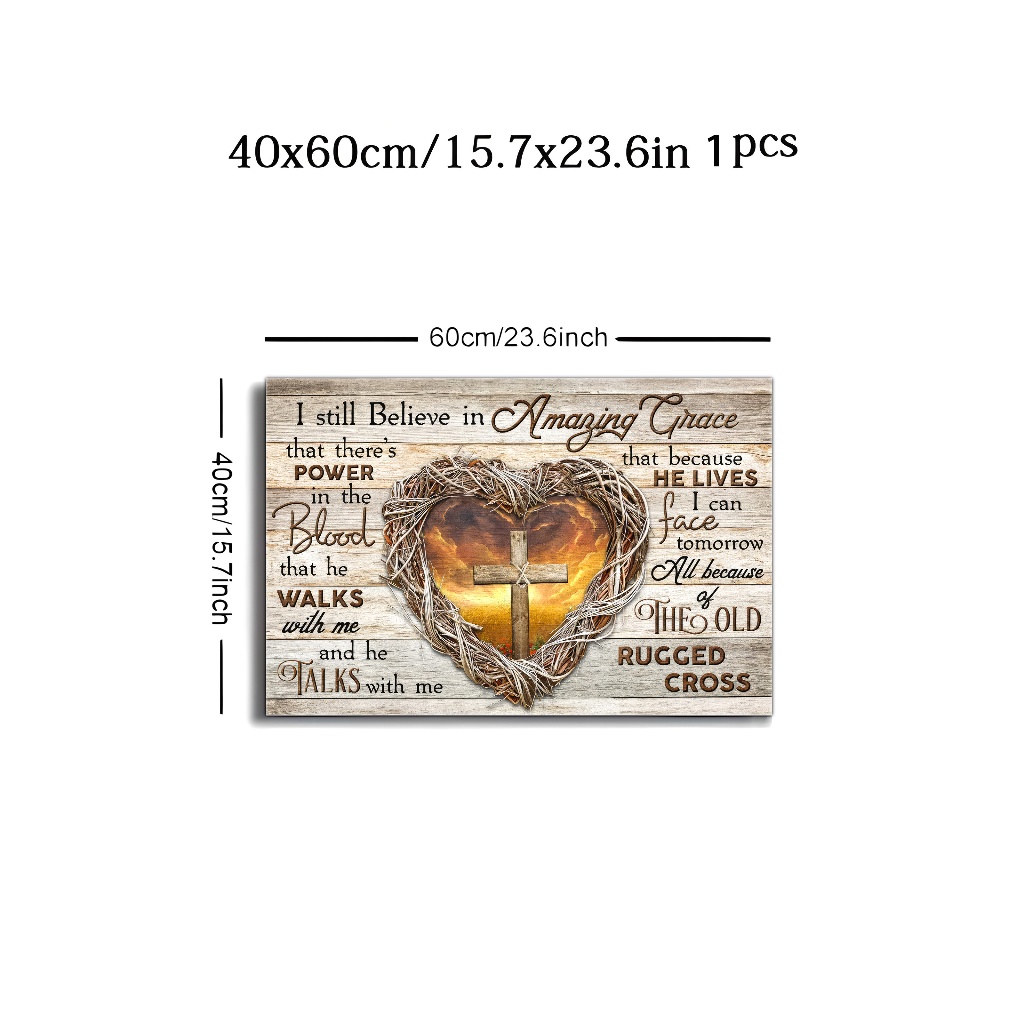 40x60cm/15.7x23.6in 1pcs
60cm/23.6inch
40cm/15.7inch
I still Believe in Amazing Grace
that there's
POWER
in the
Blood
that he
WALKS
with me
and he
TALKS with me
that because
HE LIVES
I can
face
tomorrow
All because
of
THE OLD
RUGGED
CROSS